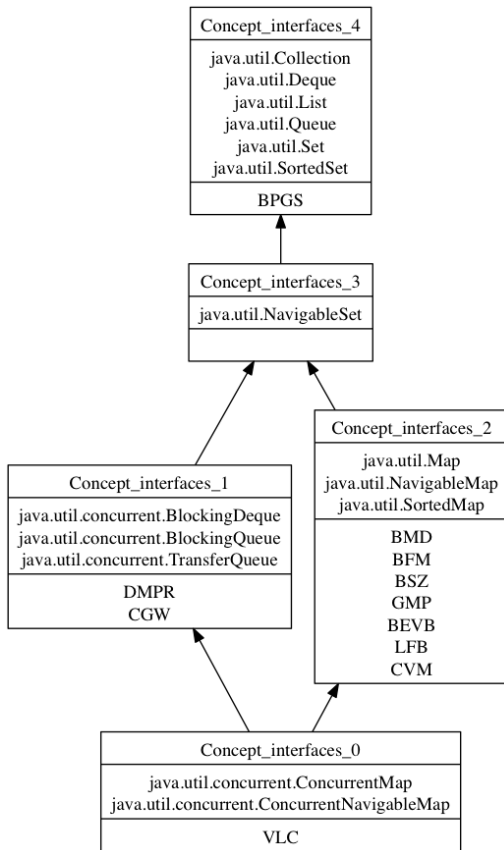 Concept_interfaces_4
java.util.Collection
java.util.Deque
java.util.List
java.util.Queue
java.util.Set
java.util.SortedSet
BPGS
Concept_interfaces_3
java.util.NavigableSet
Concept_interfaces_2
java.util.Map
java.util.NavigableMap
java.util.SortedMap
BMD
BFM
BSZ
GMP
BEVB
LFB
CVM
Concept_interfaces_1
java.util.concurrent.BlockingDeque
java.util.concurrent.BlockingQueue
java.util.concurrent.TransferQueue
DMPR
CGW
Concept_interfaces_0
java.util.concurrent.ConcurrentMap
java.util.concurrent.ConcurrentNavigableMap
VLC